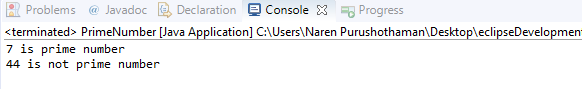 Problems @ Javadoc Declaration Console Progress
<terminated> PrimeNumber [Java Application] C:\Users\Naren Purushothaman\Desktop\eclipseDevelopment
7 is prime number
44 is not prime number